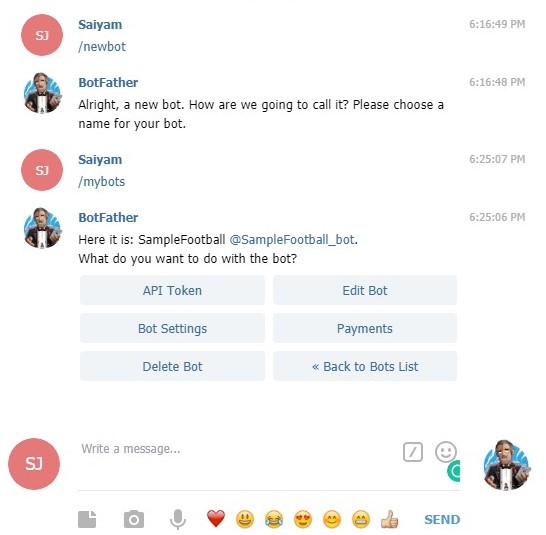 Saiyam 6:16:49 PM
SJ
/newbot
BotFather 6:16:48 PM
Alright, a new bot. How are we going to call it? Please choose a
name for your bot.
Saiyam 6:25:07 PM
SJ
/mybots
BotFather 6:25:06 PM
Here it is: SampleFootball @SampleFootball_bot.
What do you want to do with the bot?
API Token Edit Bot
Bot Settings Payments
Delete Bot « Back to Bots List
Write a message...
SJ
SEND